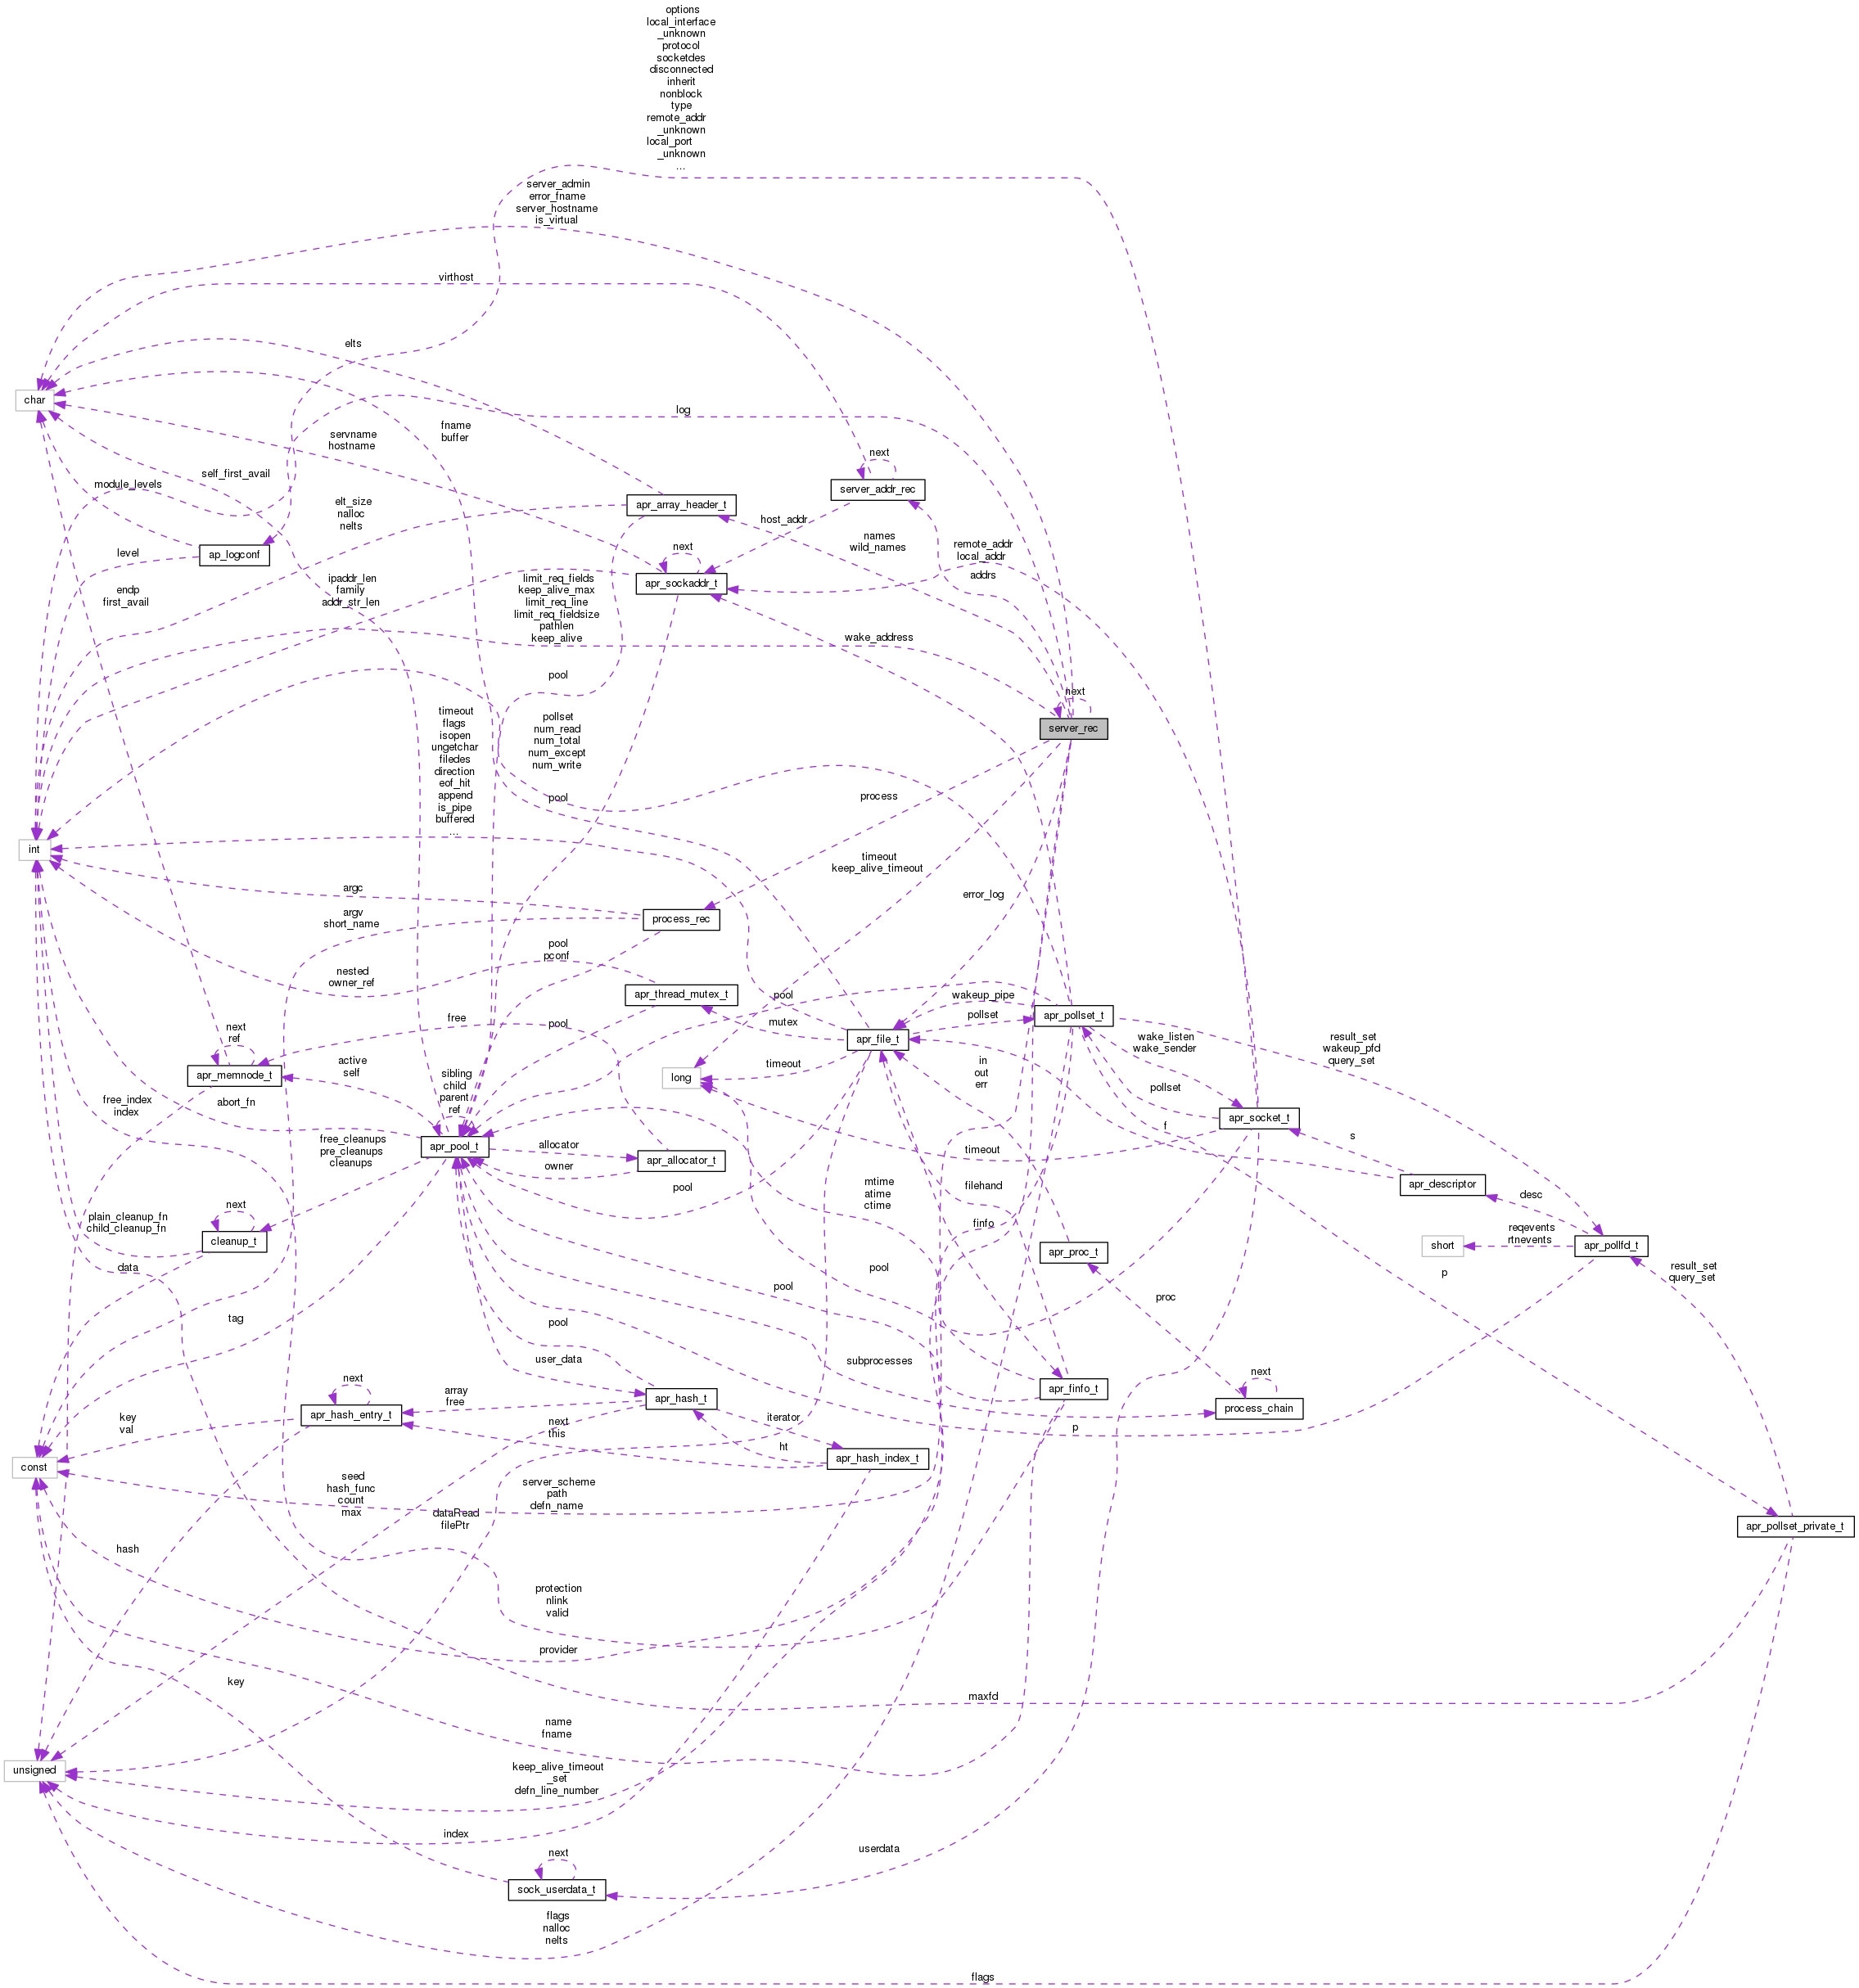 options
local_interface
_unknown
protocol
socketdes
disconnected
inherit
nonblock
type
remote_addr
_unknown
local_port
_unknown
...
server_admin
error_fname
server_hostname
is_virtual
virthost
elts
char
log
fname
buffer
servname
hostname
next
self_first_avail
module_levels
server_addr_rec
elt_size
nalloc
nelts
apr_array_header_t
host_addr
names
wild_names
remote_addr
local_addr
addrs
next
level
ap_logconf
endp
first_avail
ipaddr_len
family
addr_str_len
limit_req_fields
keep_alive_max
limit_req_line
limit_req_fieldsize
pathlen
keep_alive
apr_sockaddr_t
wake_address
pool
next
server_rec
timeout
flags
isopen
ungetchar
filedes
direction
eof_hit
append
is_pipe
buffered
...
pollset
num_read
num_total
num_except
num_write
pool
process
int
timeout
keep_alive_timeout
argc
argv
short_name
process_rec
error_log
pool
pconf
nested
owner_ref
apr_thread_mutex_t
pool
wakeup_pipe
pollset
apr_pollset_t
free
pool
mutex
apr_file_t
wake_listen
wake_sender
result_set
wakeup_pfd
query_set
next
ref
active
self
apr_memnode_t
long
timeout
in
out
err
sibling
child
parent
ref
free_index
index
abort_fn
pollset
apr_socket_t
f
s
free_cleanups
pre_cleanups
cleanups
apr_pool_t
allocator
owner
apr_allocator_t
timeout
pool
mtime
atime
ctime
filehand
apr_descriptor
desc
next
plain_cleanup_fn
child_cleanup_fn
cleanup_t
finfo
apr_proc_t
reqevents
rtnevents
short
apr_pollfd_t
data
pool
pool
p
result_set
query_set
tag
pool
proc
user_data
subprocesses
next
next
array
free
apr_hash_t
apr_finfo_t
process_chain
apr_hash_entry_t
key
val
next
this
iterator
ht
p
apr_hash_index_t
const
seed
hash_func
count
max
server_scheme
path
defn_name
dataRead
filePtr
apr_pollset_private_t
hash
protection
nlink
valid
provider
key
maxfd
name
fname
unsigned
keep_alive_timeout
_set
defn_line_number
index
userdata
next
sock_userdata_t
flags
nalloc
nelts
flags